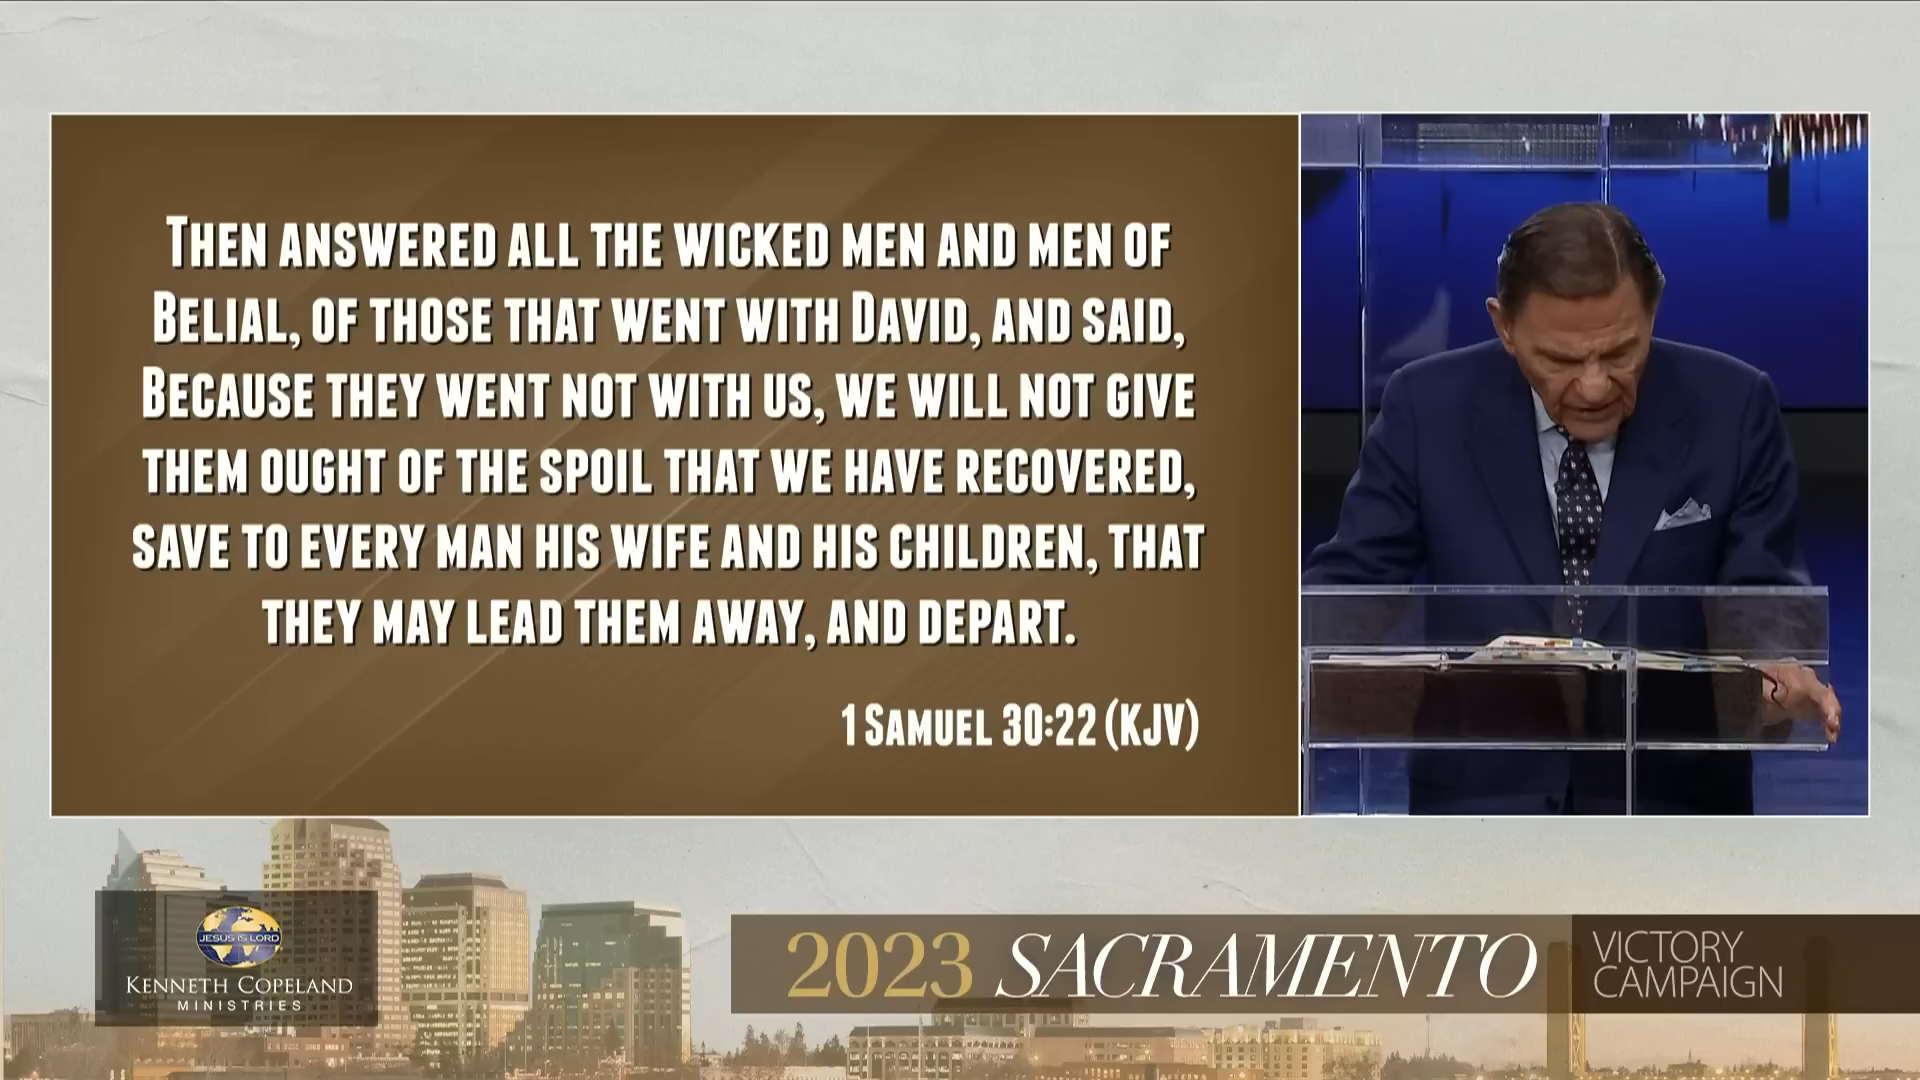 Then answered all the wicked men and men of
Belial, of those that went with David, and said,
Because they went not with us, we will not give
them ought of the spoil that we have recovered,
save to every man his wife and his children, that
they may lead them away, and depart.
1 Samuel 30:22 (KJV)
JESUS IS LORD
Kenneth Copeland
MINISTRIES
2023 SACRAMENTO
VICTORY
CAMPAIGN